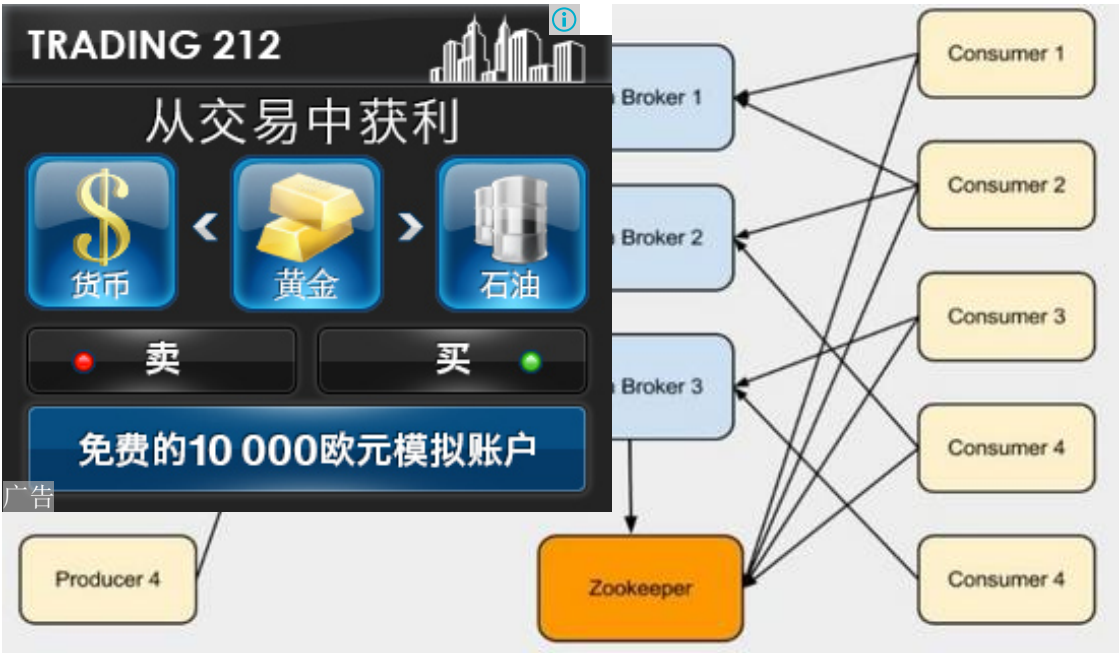 TRADING 212
从交易中获利
货币
黄金
石油
卖
买
免费的10 000欧元模拟账户
广告
Broker 1
Broker 2
Broker 3
Consumer 1
Consumer 2
Consumer 3
Consumer 4
Consumer 4
Producer 4
Zookeeper